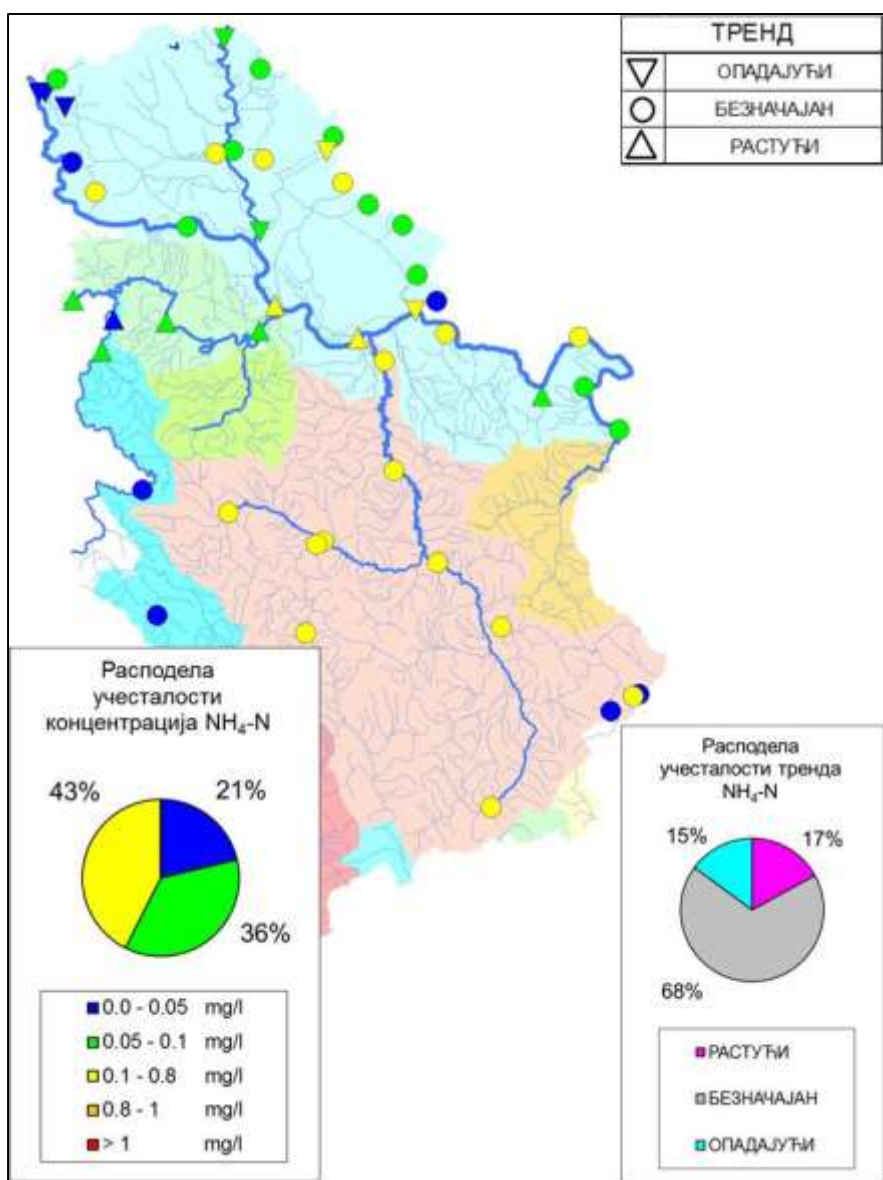 ТРЕНД
ОПАДАЈУЋИ
БЕЗНАЧАЈАН
РАСТУЋИ
Расподела
учесталости
концентрација NH₄-N
43%
21%
36%
0.0 - 0.05 mg/l
0.05 - 0.1 mg/l
0.1 - 0.8 mg/l
0.8 - 1 mg/l
> 1 mg/l
Расподела
учесталости тренда
NH₄-N
15%
17%
68%
РАСТУЋИ
БЕЗНАЧАЈАН
ОПАДАЈУЋИ